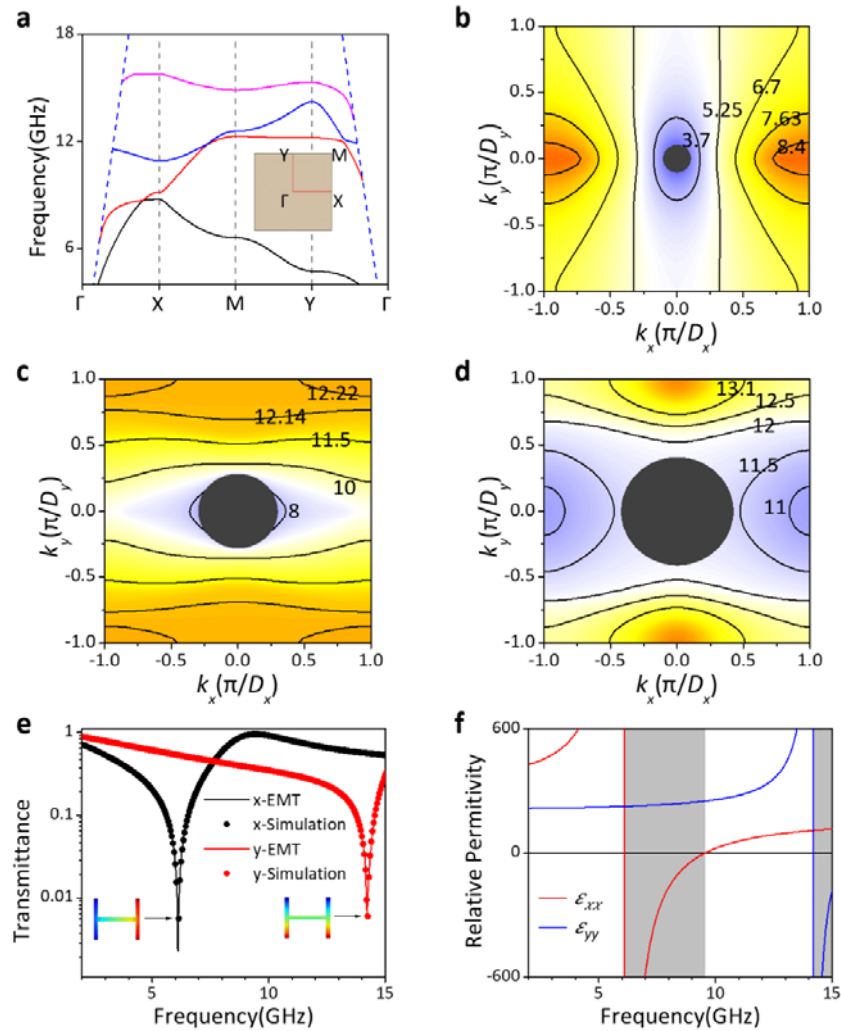 a
18
12
6
Frequency(GHz)
Y M
Γ X
Γ X M Y Γ
b
1.0
0.5
0.0
-0.5
-1.0
k_y(π/D_y)
6.7
5.25
7.63
3.7
8.4
-1.0 -0.5 0.0 0.5 1.0
k_x(π/D_x)
c
1.0
0.5
0.0
-0.5
-1.0
k_y(π/D_y)
12.22
12.14
11.5
10
8
-1.0 -0.5 0.0 0.5 1.0
k_x(π/D_x)
d
1.0
0.5
0.0
-0.5
-1.0
k_y(π/D_y)
13.1
12.5
12
11.5
11
-1.0 -0.5 0.0 0.5 1.0
k_x(π/D_x)
e
1
0.1
0.01
Transmittance
x-EMT
x-Simulation
y-EMT
y-Simulation
5 10 15
Frequency(GHz)
f
600
0
-600
Relative Permitivity
ε_xx
ε_yy
5 10 15
Frequency(GHz)